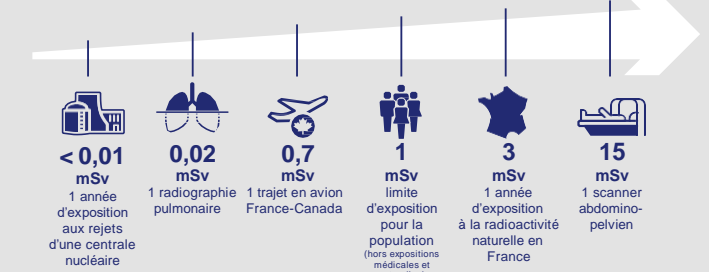 < 0,01
mSv
1 année
d'exposition
aux rejets
d'une centrale
nucléaire
0,02
mSv
1 radiographie
pulmonaire
0,7
mSv
1 trajet en avion
France-Canada
1
mSv
limite
d'exposition
pour la
population
(hors expositions
médicales et
3
mSv
1 année
d'exposition
à la radioactivité
naturelle en
France
15
mSv
1 scanner
abdomino-
pelvien